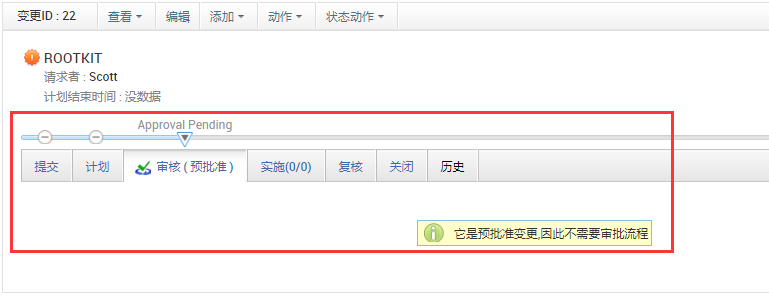 变更ID : 22 查看 编辑 添加 动作 状态动作
ROOTKIT
请求者 : Scott
计划结束时间 : 没数据
Approval Pending
提交 计划 审核 ( 预批准 ) 实施(0/0) 复核 关闭 历史
它是预批准变更,因此不需要审批流程